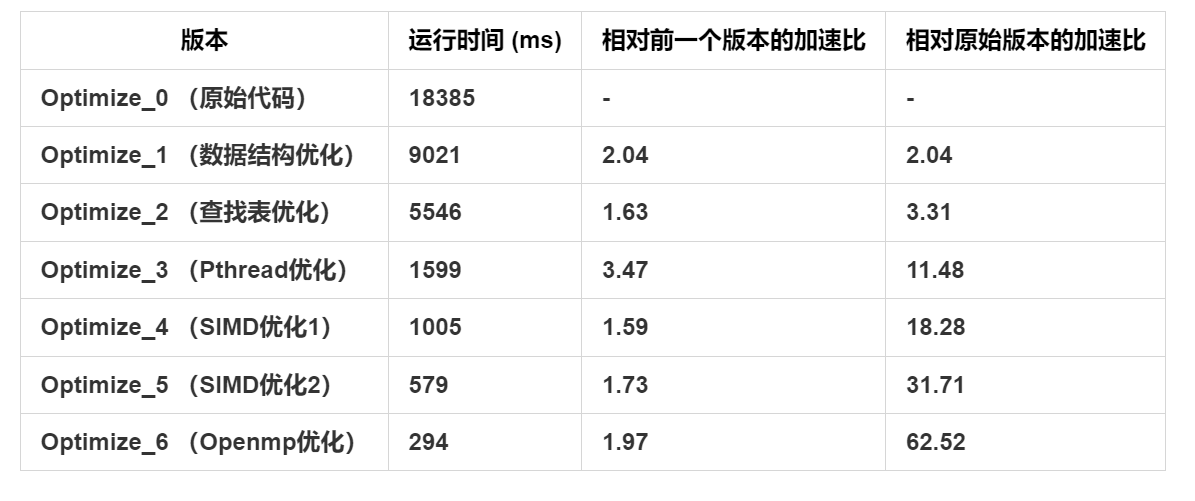 版本 运行时间 (ms) 相对前一个版本的加速比 相对原始版本的加速比
Optimize_0 （原始代码） 18385 - -
Optimize_1 （数据结构优化） 9021 2.04 2.04
Optimize_2 （查找表优化） 5546 1.63 3.31
Optimize_3 （Pthread优化） 1599 3.47 11.48
Optimize_4 （SIMD优化1） 1005 1.59 18.28
Optimize_5 （SIMD优化2） 579 1.73 31.71
Optimize_6 （Openmp优化） 294 1.97 62.52